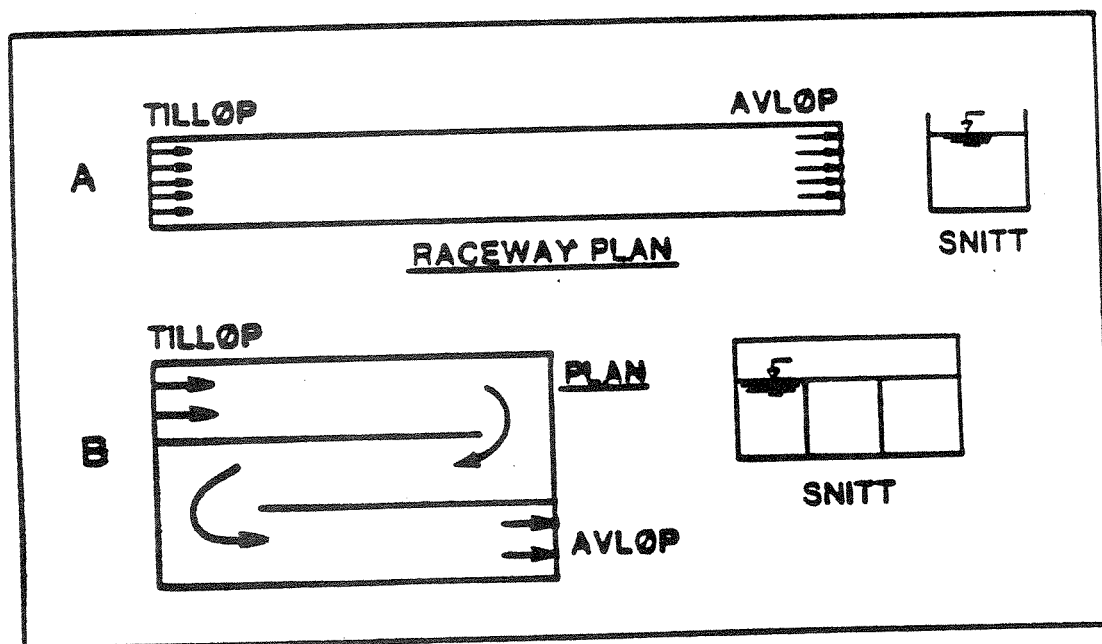 TILLØP
AVLØP
A
RACEWAY PLAN
SNITT
TILLØP
PLAN
B
SNITT
AVLØP